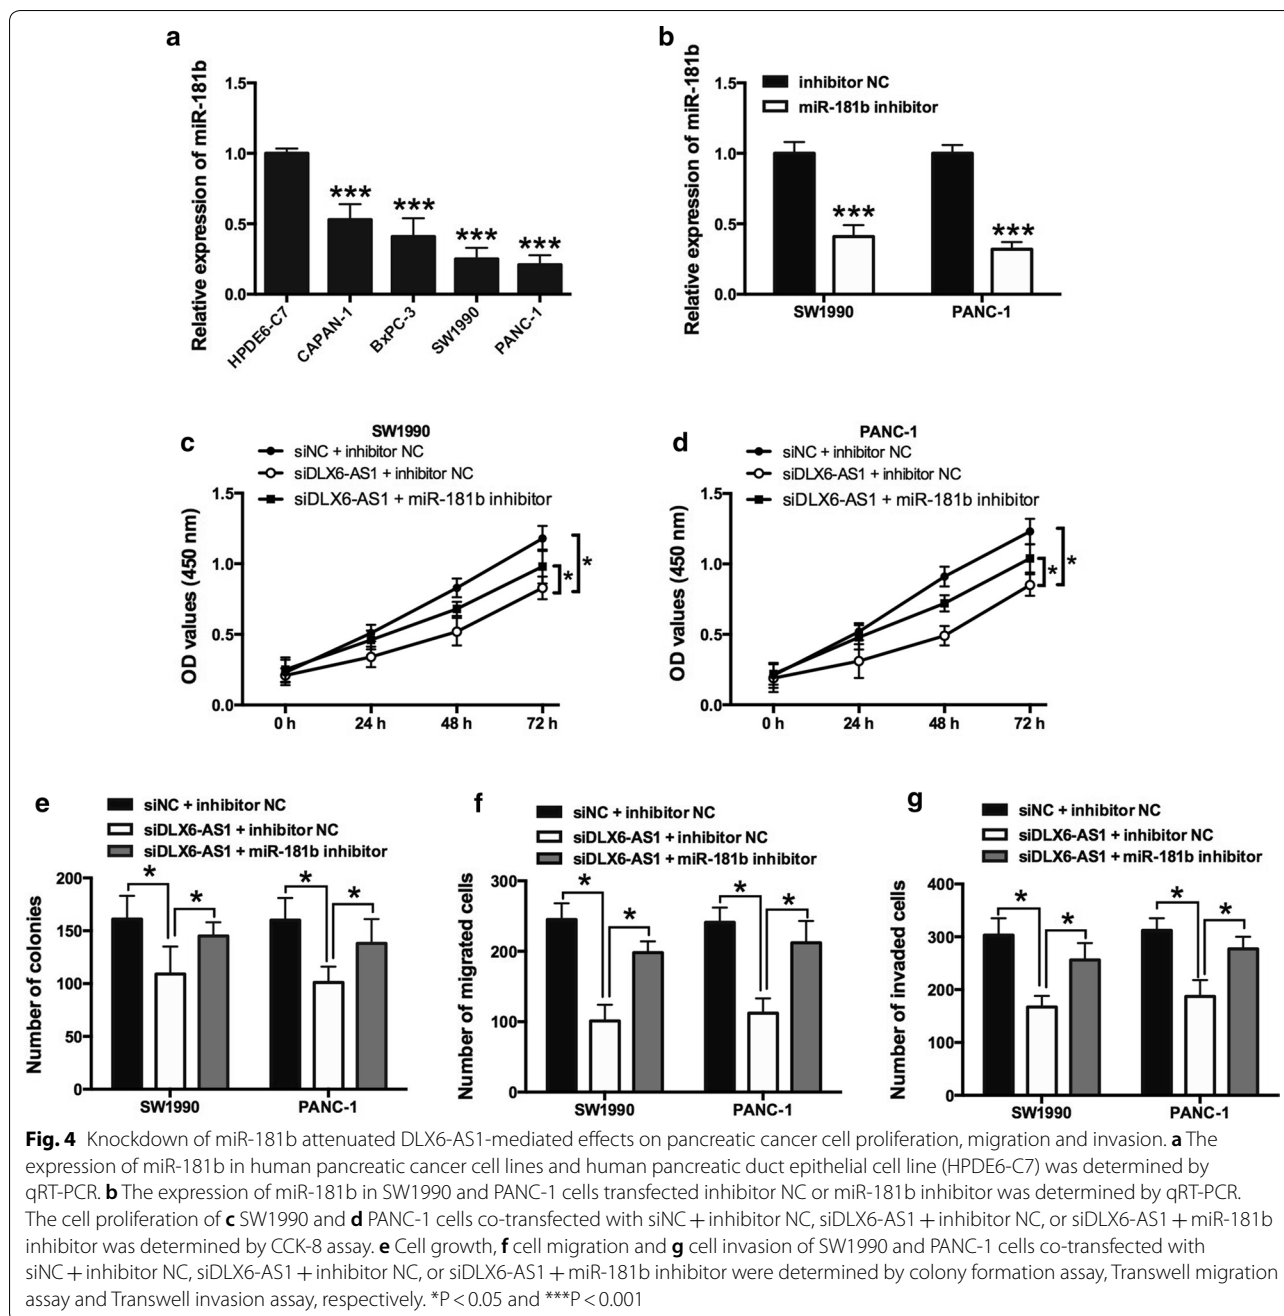 a
Relative expression of miR-181b
1.5
1.0
0.5
0.0
***
***
***
***
HPDE6-C7
CAPAN-1
BxPC-3
SW1990
PANC-1
b
Relative expression of miR-181b
1.5
1.0
0.5
0.0
inhibitor NC
miR-181b inhibitor
***
***
SW1990
PANC-1
c
SW1990
siNC + inhibitor NC
siDLX6-AS1 + inhibitor NC
siDLX6-AS1 + miR-181b inhibitor
OD values (450 nm)
1.5
1.0
0.5
0.0
*
*
0 h
24 h
48 h
72 h
d
PANC-1
siNC + inhibitor NC
siDLX6-AS1 + inhibitor NC
siDLX6-AS1 + miR-181b inhibitor
OD values (450 nm)
1.5
1.0
0.5
0.0
*
*
0 h
24 h
48 h
72 h
e
siNC + inhibitor NC
siDLX6-AS1 + inhibitor NC
siDLX6-AS1 + miR-181b inhibitor
Number of colonies
200
150
100
50
0
*
*
*
*
SW1990
PANC-1
f
siNC + inhibitor NC
siDLX6-AS1 + inhibitor NC
siDLX6-AS1 + miR-181b inhibitor
Number of migrated cells
300
200
100
0
*
*
*
*
SW1990
PANC-1
g
siNC + inhibitor NC
siDLX6-AS1 + inhibitor NC
siDLX6-AS1 + miR-181b inhibitor
Number of invaded cells
400
300
200
100
0
*
*
*
*
SW1990
PANC-1
Fig. 4 Knockdown of miR-181b attenuated DLX6-AS1-mediated effects on pancreatic cancer cell proliferation, migration and invasion. a The
expression of miR-181b in human pancreatic cancer cell lines and human pancreatic duct epithelial cell line (HPDE6-C7) was determined by
qRT-PCR. b The expression of miR-181b in SW1990 and PANC-1 cells transfected inhibitor NC or miR-181b inhibitor was determined by qRT-PCR.
The cell proliferation of c SW1990 and d PANC-1 cells co-transfected with siNC + inhibitor NC, siDLX6-AS1 + inhibitor NC, or siDLX6-AS1 + miR-181b
inhibitor was determined by CCK-8 assay. e Cell growth, f cell migration and g cell invasion of SW1990 and PANC-1 cells co-transfected with
siNC + inhibitor NC, siDLX6-AS1 + inhibitor NC, or siDLX6-AS1 + miR-181b inhibitor were determined by colony formation assay, Transwell migration
assay and Transwell invasion assay, respectively. *P < 0.05 and ***P < 0.001